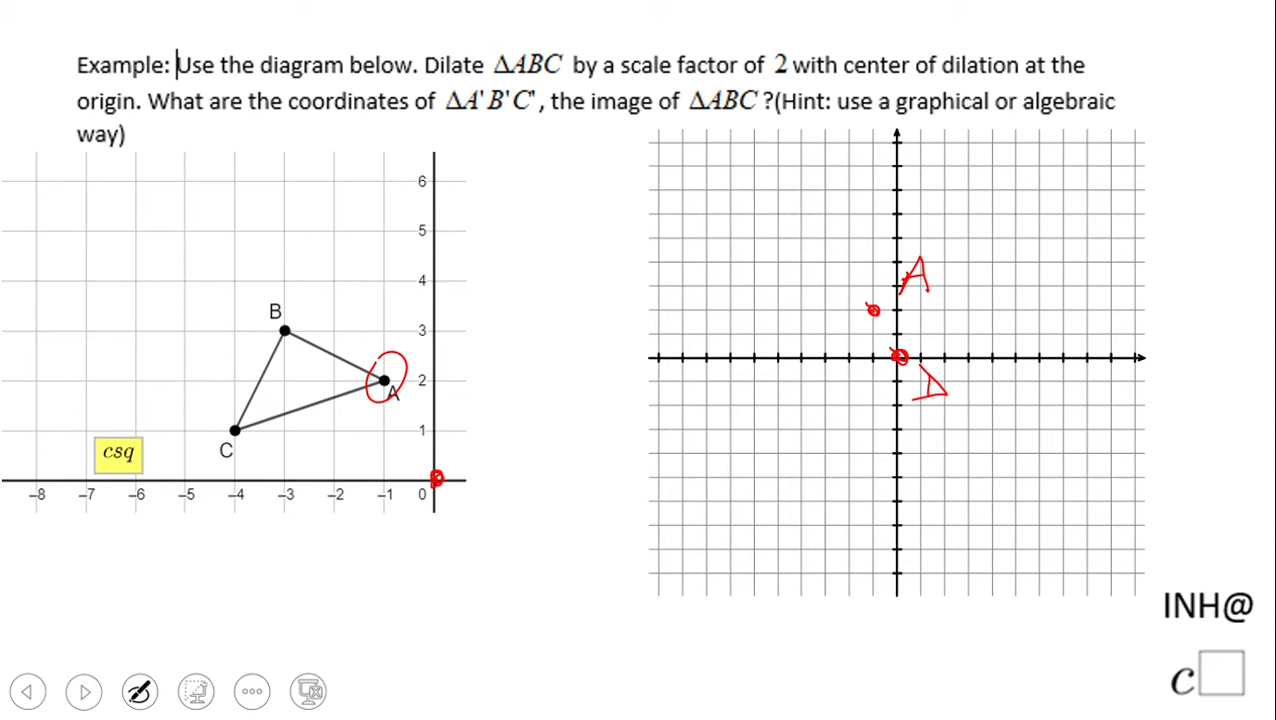 Example: Use the diagram below. Dilate ΔABC by a scale factor of 2 with center of dilation at the
origin. What are the coordinates of ΔA'B'C', the image of ΔABC ?(Hint: use a graphical or algebraic
way)
6
5
4
B
3
A
2
A
C
1
csq
D
–8 –7 –6 –5 –4 –3 –2 –1 0
INH@
c